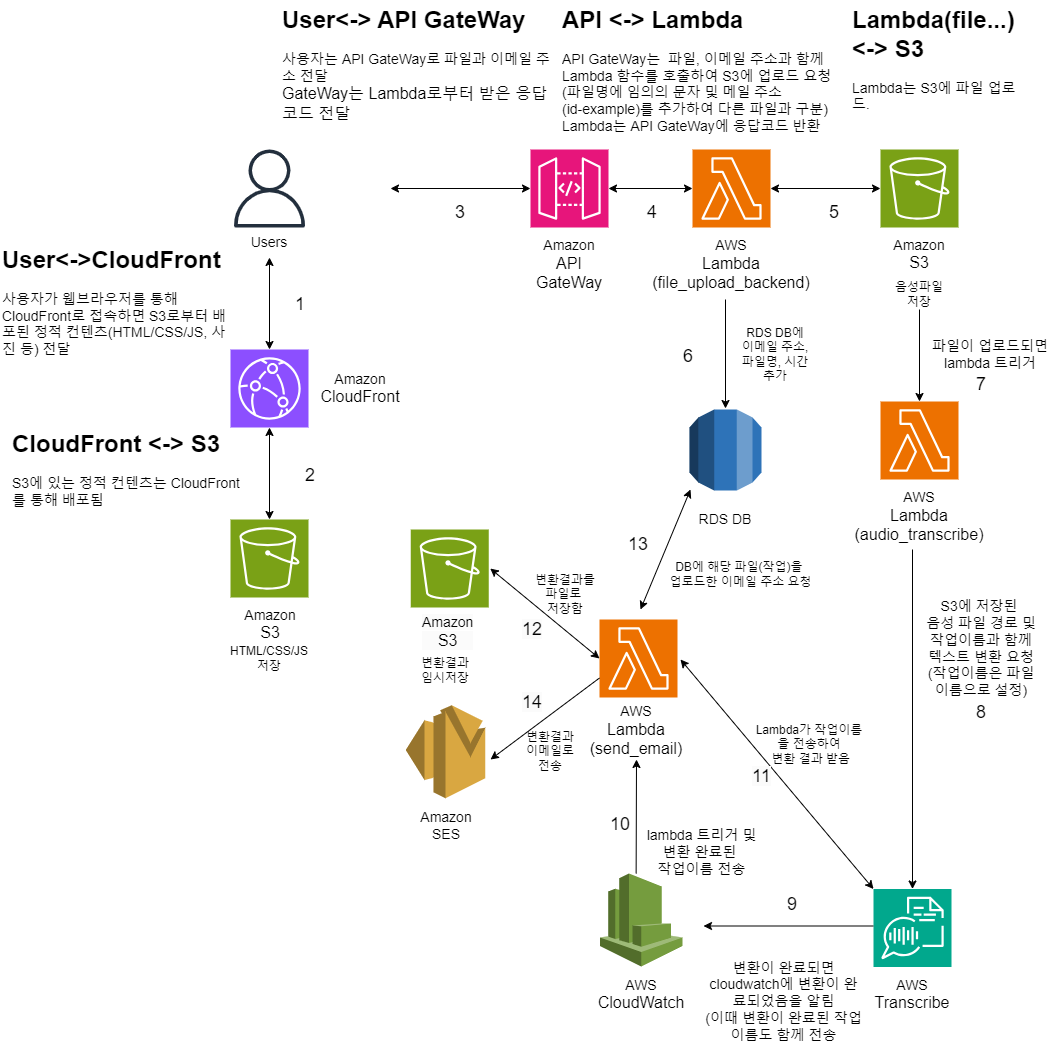 User<-> API GateWay
사용자는 API GateWay로 파일과 이메일 주
소 전달
GateWay는 Lambda로부터 받은 응답
코드 전달
API <-> Lambda
API GateWay는 파일, 이메일 주소과 함께
Lambda 함수를 호출하여 S3에 업로드 요청
(파일명에 임의의 문자 및 메일 주소
(id-example)를 추가하여 다른 파일과 구분)
Lambda는 API GateWay에 응답코드 반환
Lambda(file...)
<-> S3
Lambda는 S3에 파일 업로
드.
Users
3
Amazon
API
GateWay
4
AWS
Lambda
(file_upload_backend)
5
Amazon
S3
음성파일
저장
User<->CloudFront
사용자가 웹브라우저를 통해
CloudFront로 접속하면 S3로부터 배
포된 정적 컨텐츠(HTML/CSS/JS, 사
진 등) 전달
1
Amazon
CloudFront
CloudFront <-> S3
S3에 있는 정적 컨텐츠는 CloudFront
를 통해 배포됨
2
Amazon
S3
HTML/CSS/JS
저장
6
RDS DB에
이메일 주소,
파일명, 시간
추가
RDS DB
파일이 업로드되면
lambda 트리거
7
AWS
Lambda
(audio_transcribe)
S3에 저장된
음성 파일 경로 및
작업이름과 함께
텍스트 변환 요청
(작업이름은 파일
이름으로 설정)
8
13
DB에 해당 파일(작업)을
업로드한 이메일 주소 요청
변환결과를
파일로
저장함
12
Amazon
S3
변환결과
임시저장
14
변환결과
이메일로
전송
Amazon
SES
AWS
Lambda
(send_email)
Lambda가 작업이름
을 전송하여
변환 결과 받음
11
10
lambda 트리거 및
변환 완료된
작업이름 전송
AWS
CloudWatch
9
변환이 완료되면
cloudwatch에 변환이 완
료되었음을 알림
(이때 변환이 완료된 작업
이름도 함께 전송
AWS
Transcribe